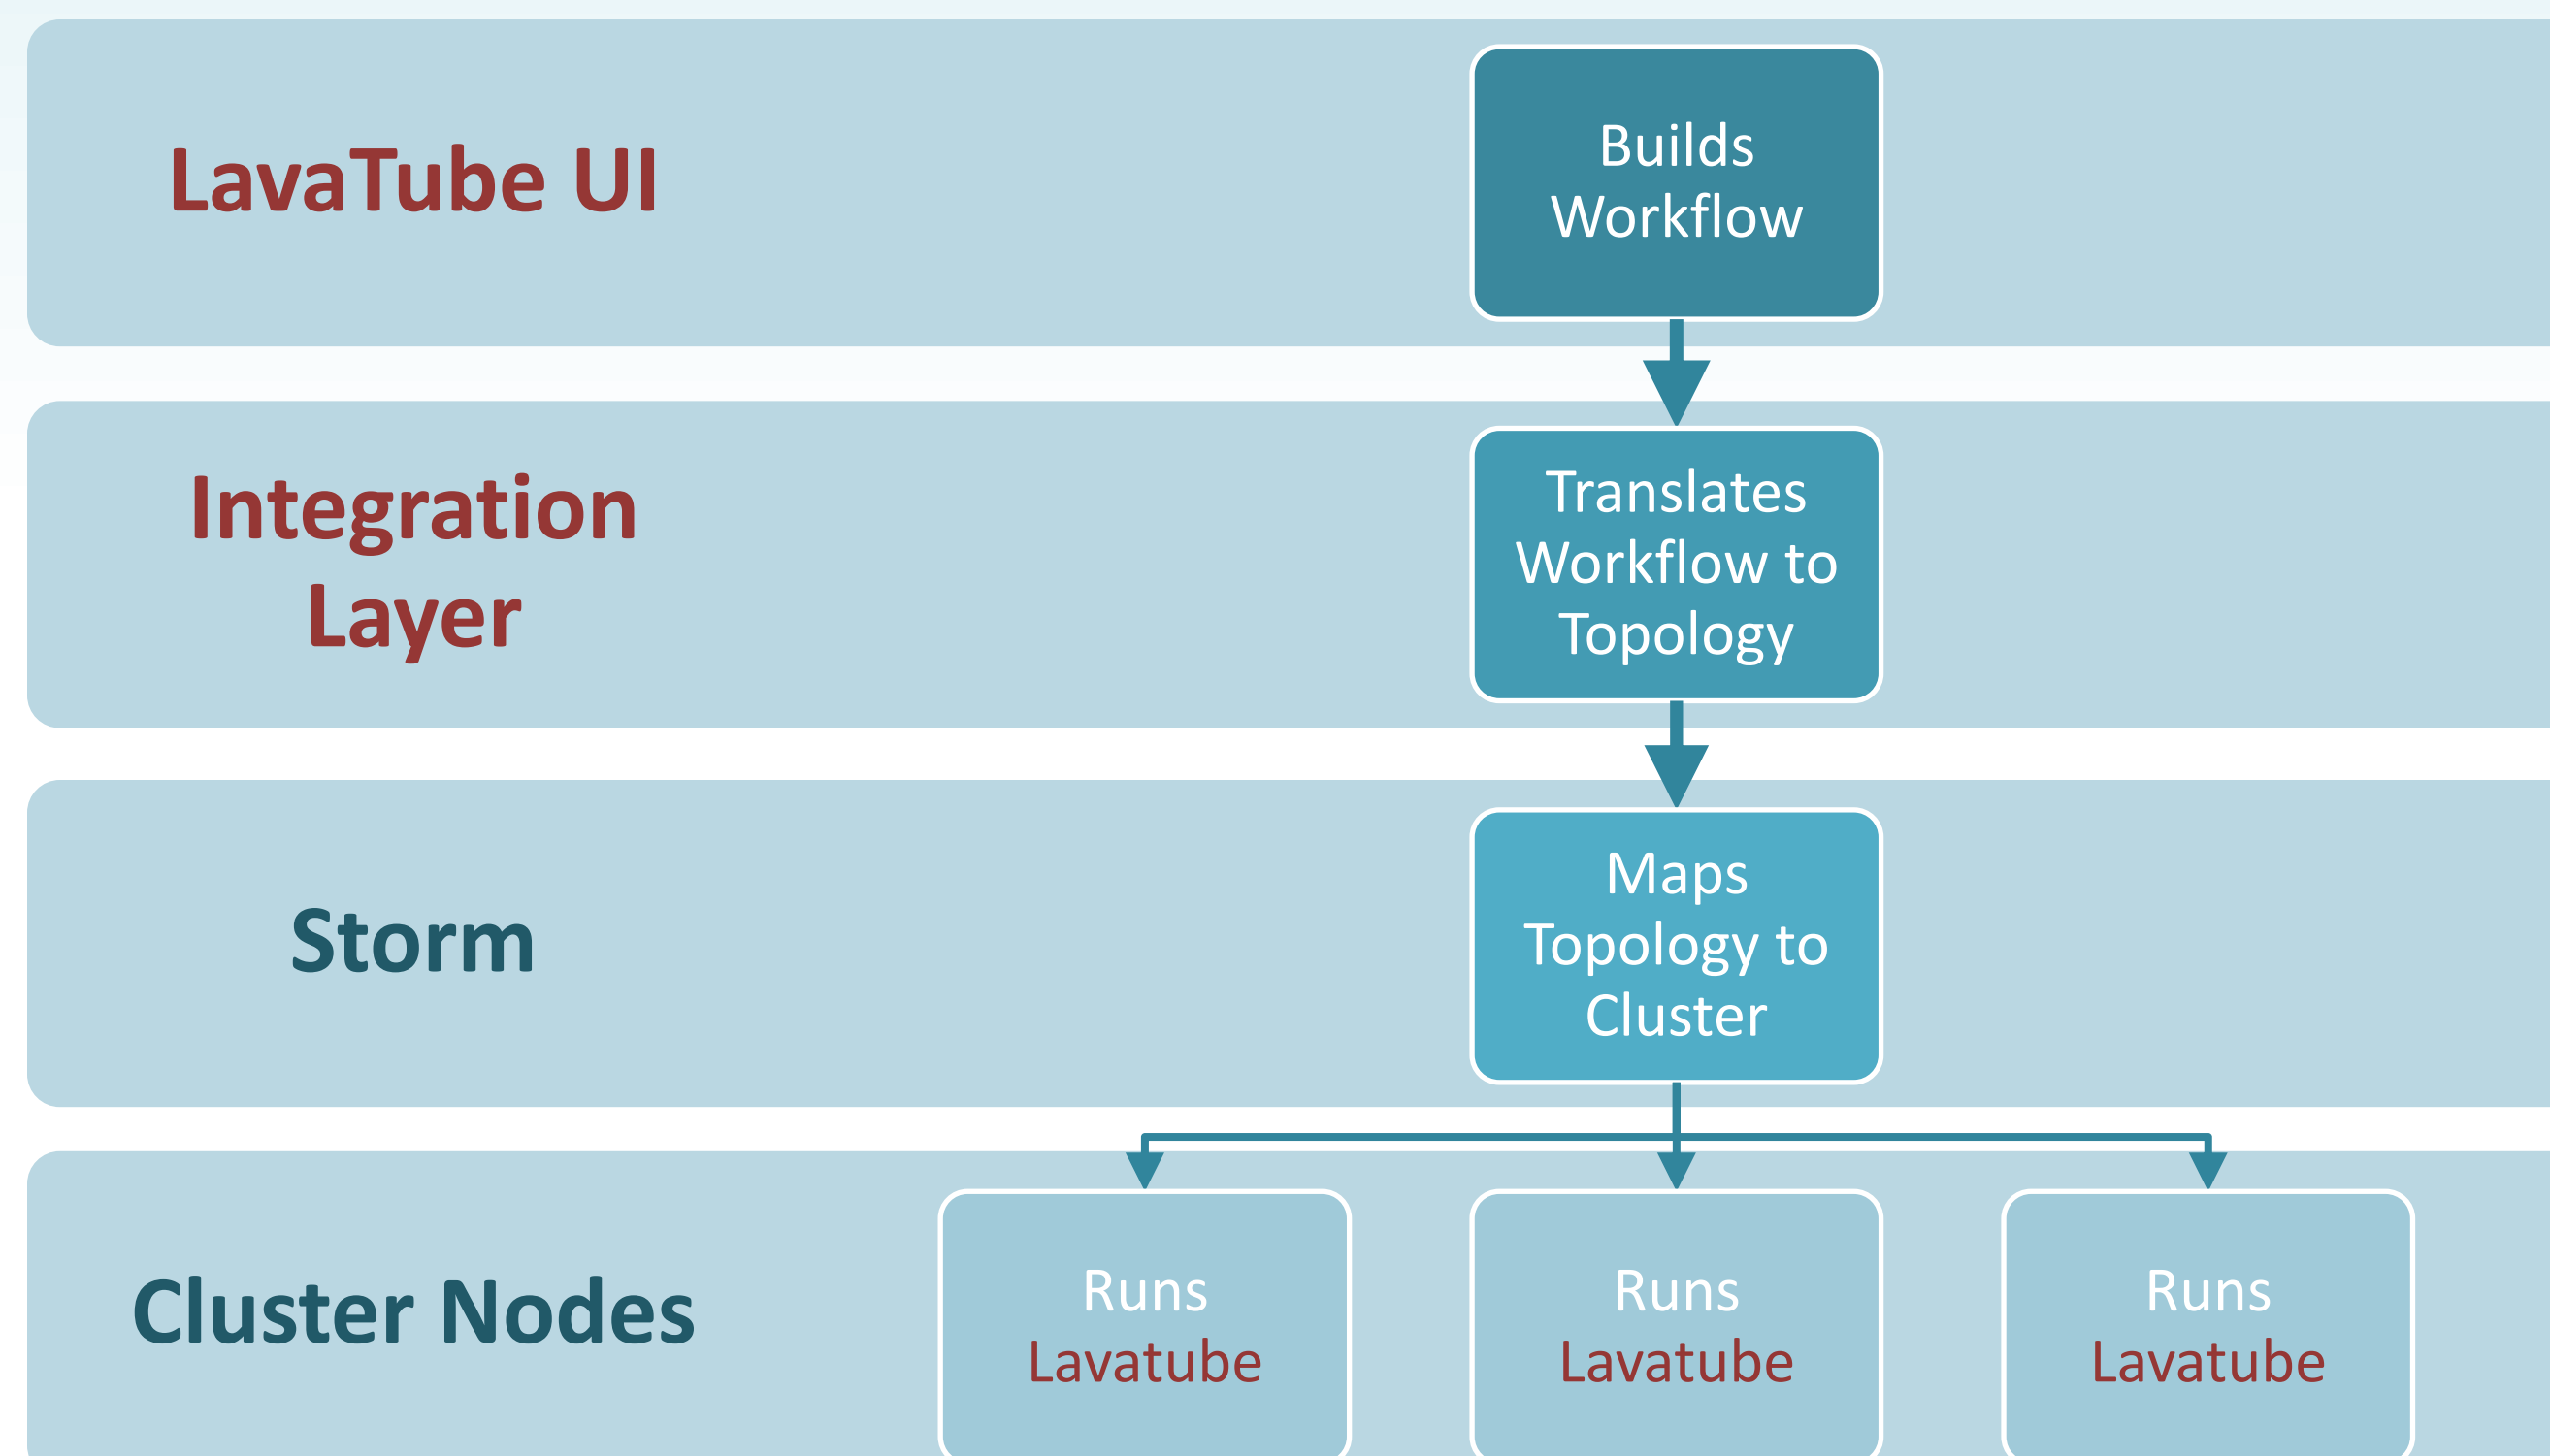 LavaTube UI
Builds
Workflow
Integration
Layer
Translates
Workflow to
Topology
Storm
Maps
Topology to
Cluster
Cluster Nodes
Runs
Lavatube
Runs
Lavatube
Runs
Lavatube